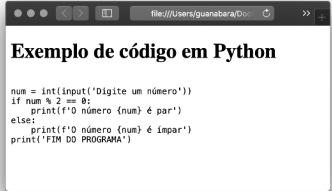 file:///Users/guanabara/Doc
Exemplo de código em Python
num = int(input('Digite um número'))
if num % 2 == 0:
    print(f'O número {num} é par')
else:
    print(f'O número {num} é ímpar')
print('FIM DO PROGRAMA')